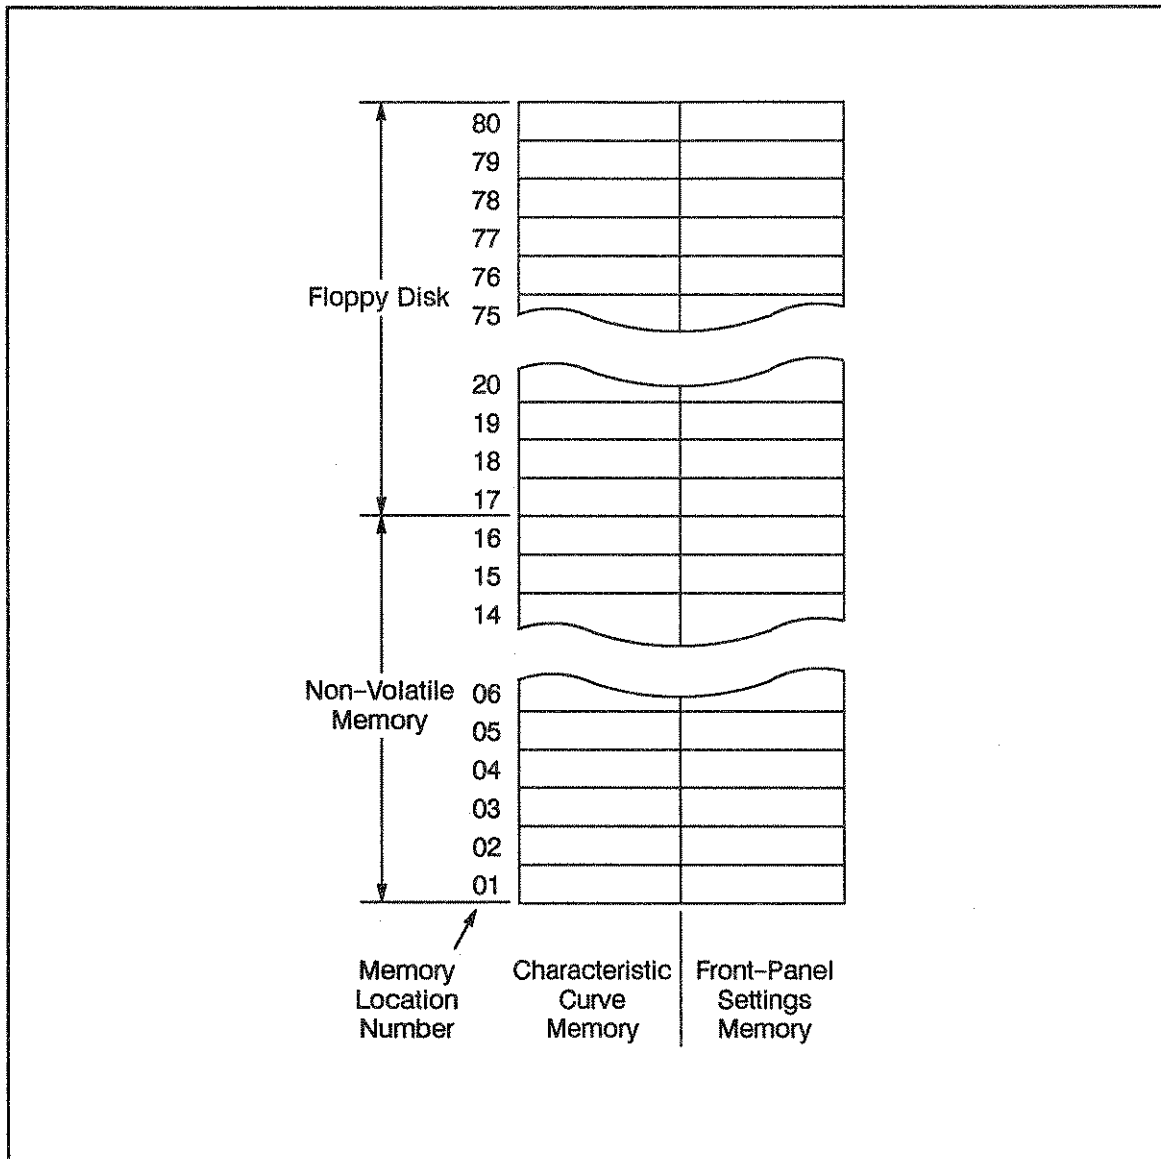 80
79
78
77
76
Floppy Disk
75
20
19
18
17
16
15
14
Non-Volatile
Memory
06
05
04
03
02
01
Memory
Location
Number
Characteristic
Curve
Memory
Front-Panel
Settings
Memory